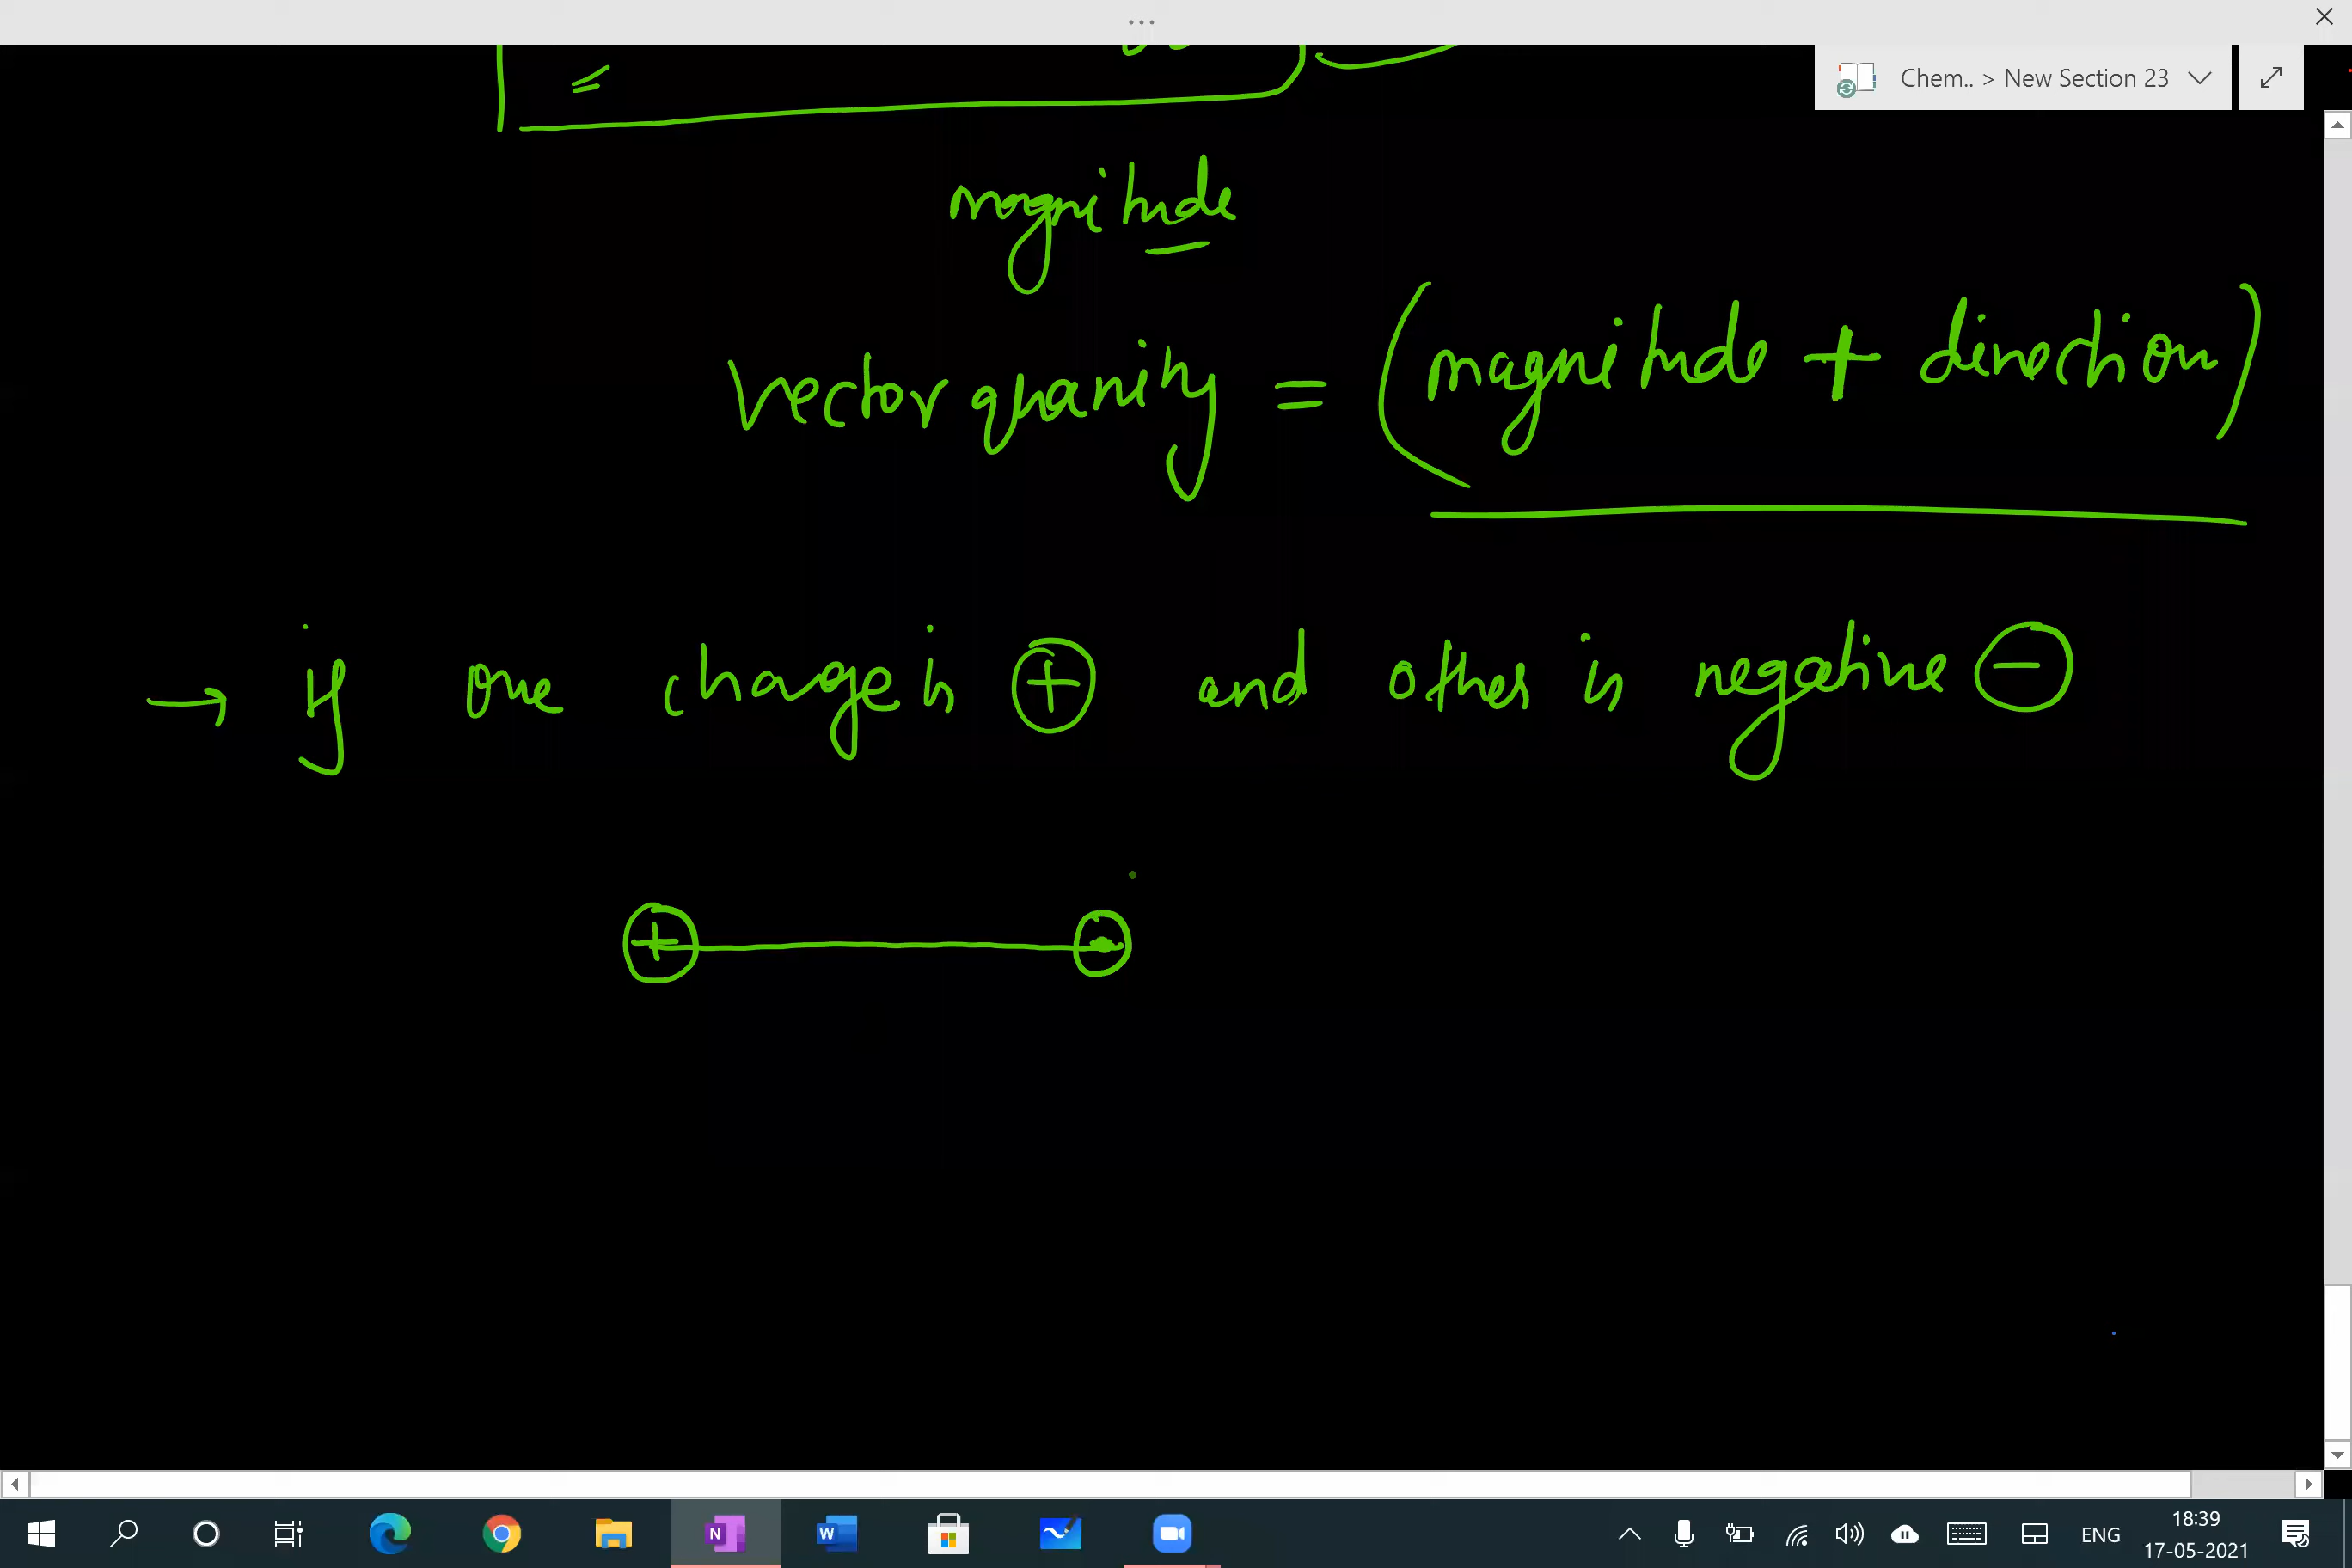 Chem.. > New Section 23
=
magnitude
vector quanity = (magnitude + direction)
→ if one charge is ⊕ and other is negative ⊖
+ -
ENG
18:39
17-05-2021